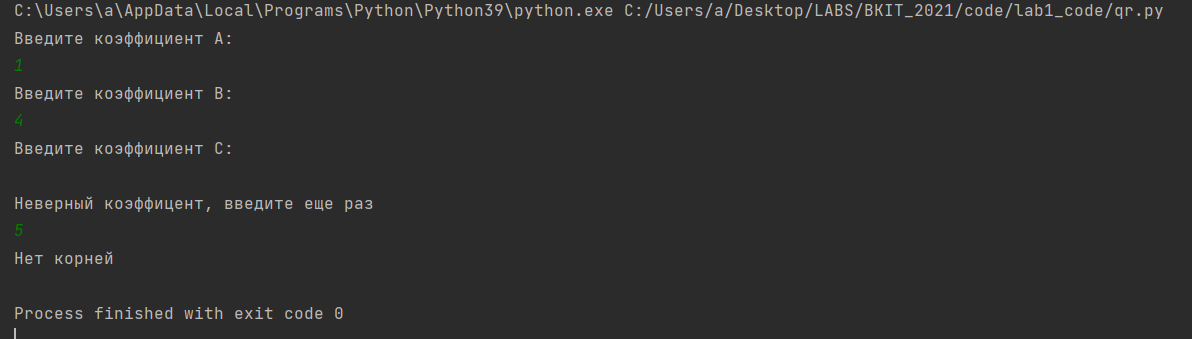 C:\Users\a\AppData\Local\Programs\Python\Python39\python.exe C:/Users/a/Desktop/LABS/BKIT_2021/code/lab1_code/qr.py
Введите коэффициент A:
1
Введите коэффициент B:
4
Введите коэффициент C:
Неверный коэффицент, введите еще раз
5
Нет корней
Process finished with exit code 0